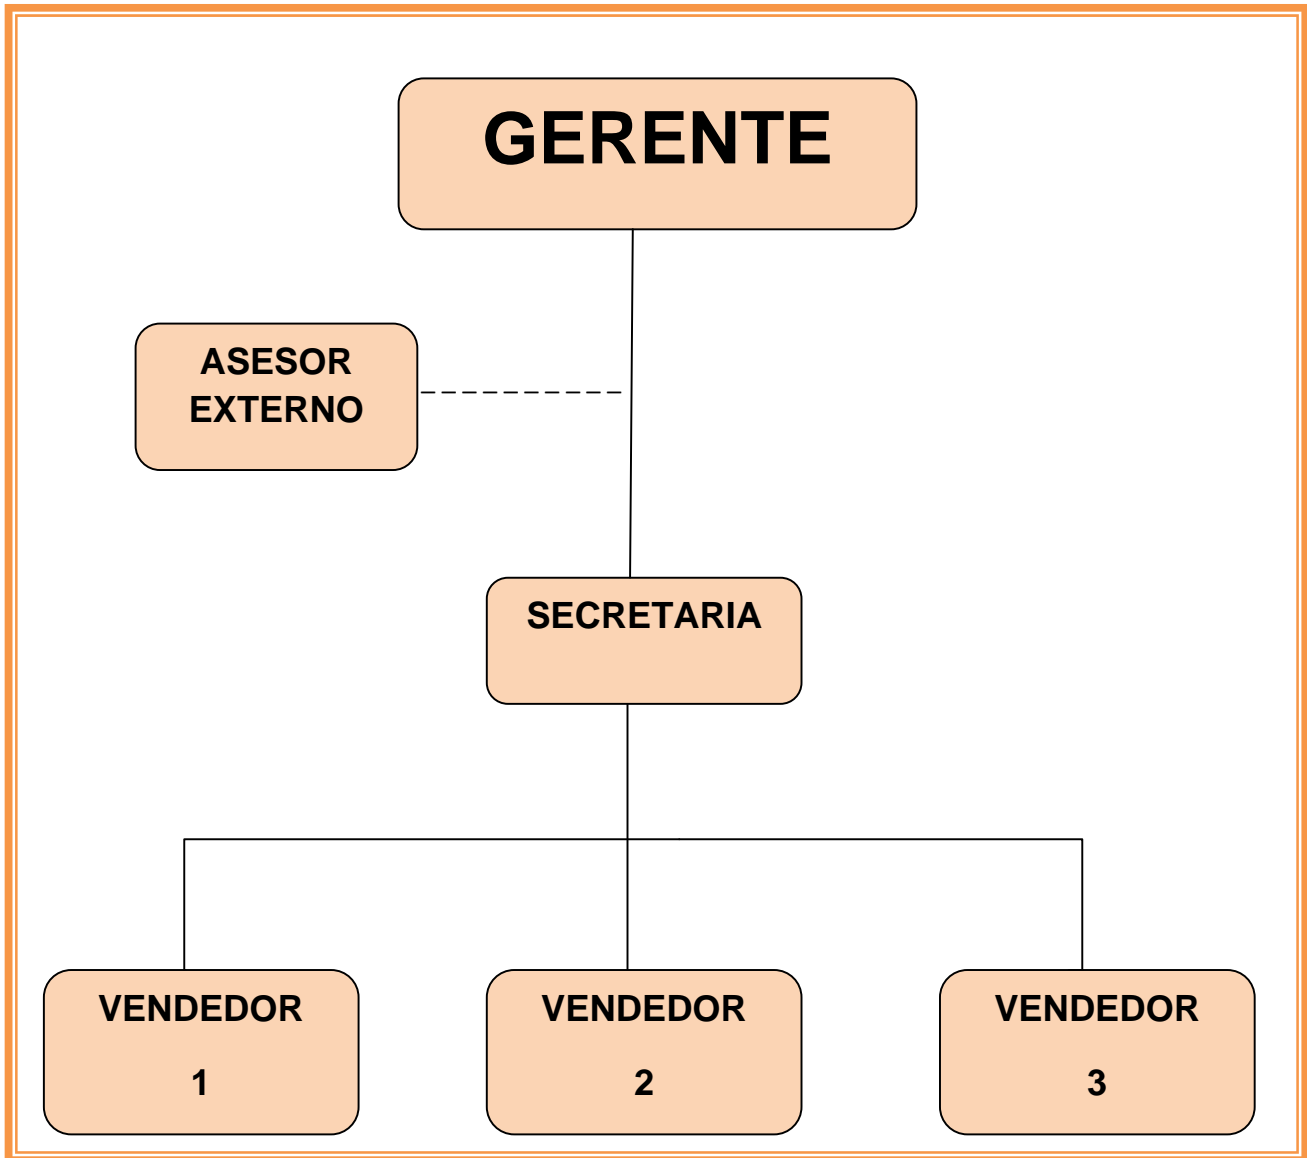 GERENTE
ASESOR
EXTERNO
SECRETARIA
VENDEDOR
1
VENDEDOR
2
VENDEDOR
3